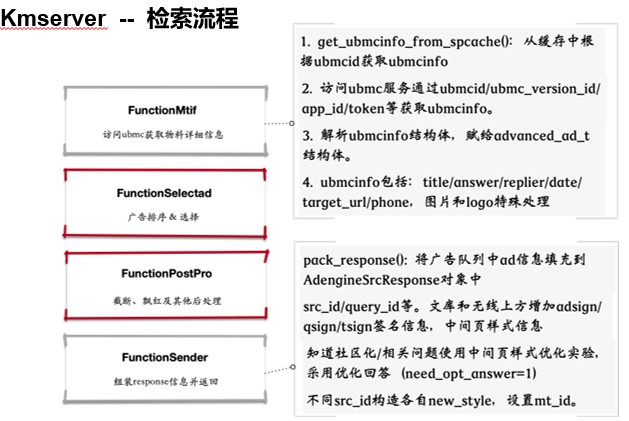 Kmserver -- 检索流程
FunctionMtif
访问ubmc获取物料详细信息
FunctionSelectad
广告排序 & 选择
FunctionPostPro
截断、飘红及其他后处理
FunctionSender
组装response信息并返回
1. get_ubmcinfo_from_spcache(): 从缓存中根
据ubmcid获取ubmcinfo
2. 访问ubmc服务通过ubmcid/ubmc_version_id/
app_id/token等获取ubmcinfo。
3. 解析ubmcinfo结构体，赋给advanced_ad_t
结构体。
4. ubmcinfo包括: title/answer/replier/date/
target_url/phone，图片和logo特殊处理
pack_response(): 将广告队列中ad信息填充到
AdengineSrcResponse对象中
src_id/query_id等。文库和无线上方增加adsign/
qsign/tsign签名信息，中间页样式信息
知道社区化/相关问题使用中间页样式优化实验，
采用优化回答 (need_opt_answer=1)
不同src_id构造各自new_style, 设置mt_id。